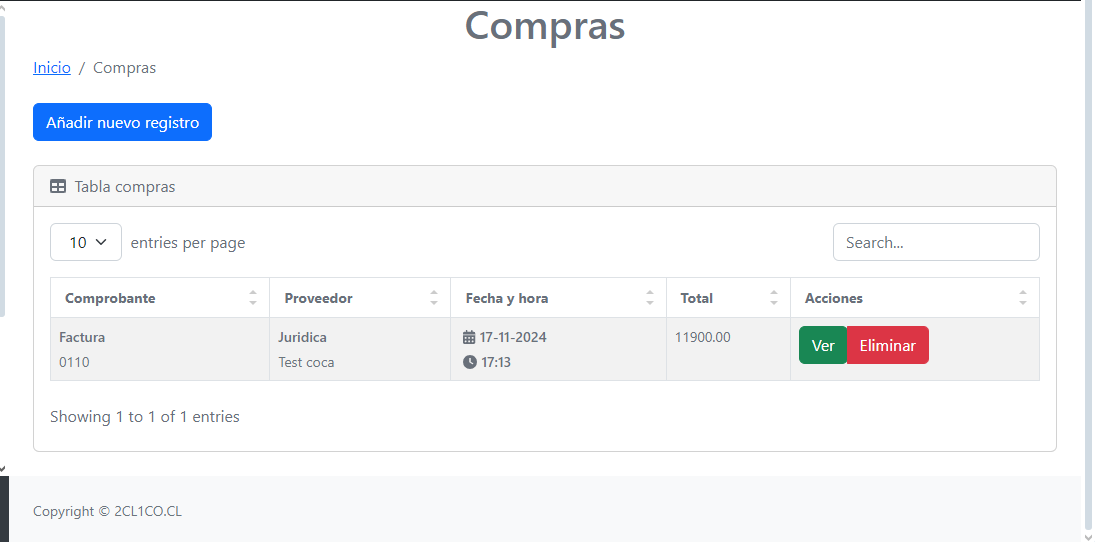 Compras
Inicio / Compras
Añadir nuevo registro
Tabla compras
10 entries per page
Search...
Comprobante Proveedor Fecha y hora Total Acciones
Factura Juridica 17-11-2024 11900.00 Ver Eliminar
0110 Test coca 17:13
Showing 1 to 1 of 1 entries
Copyright © 2CL1CO.CL